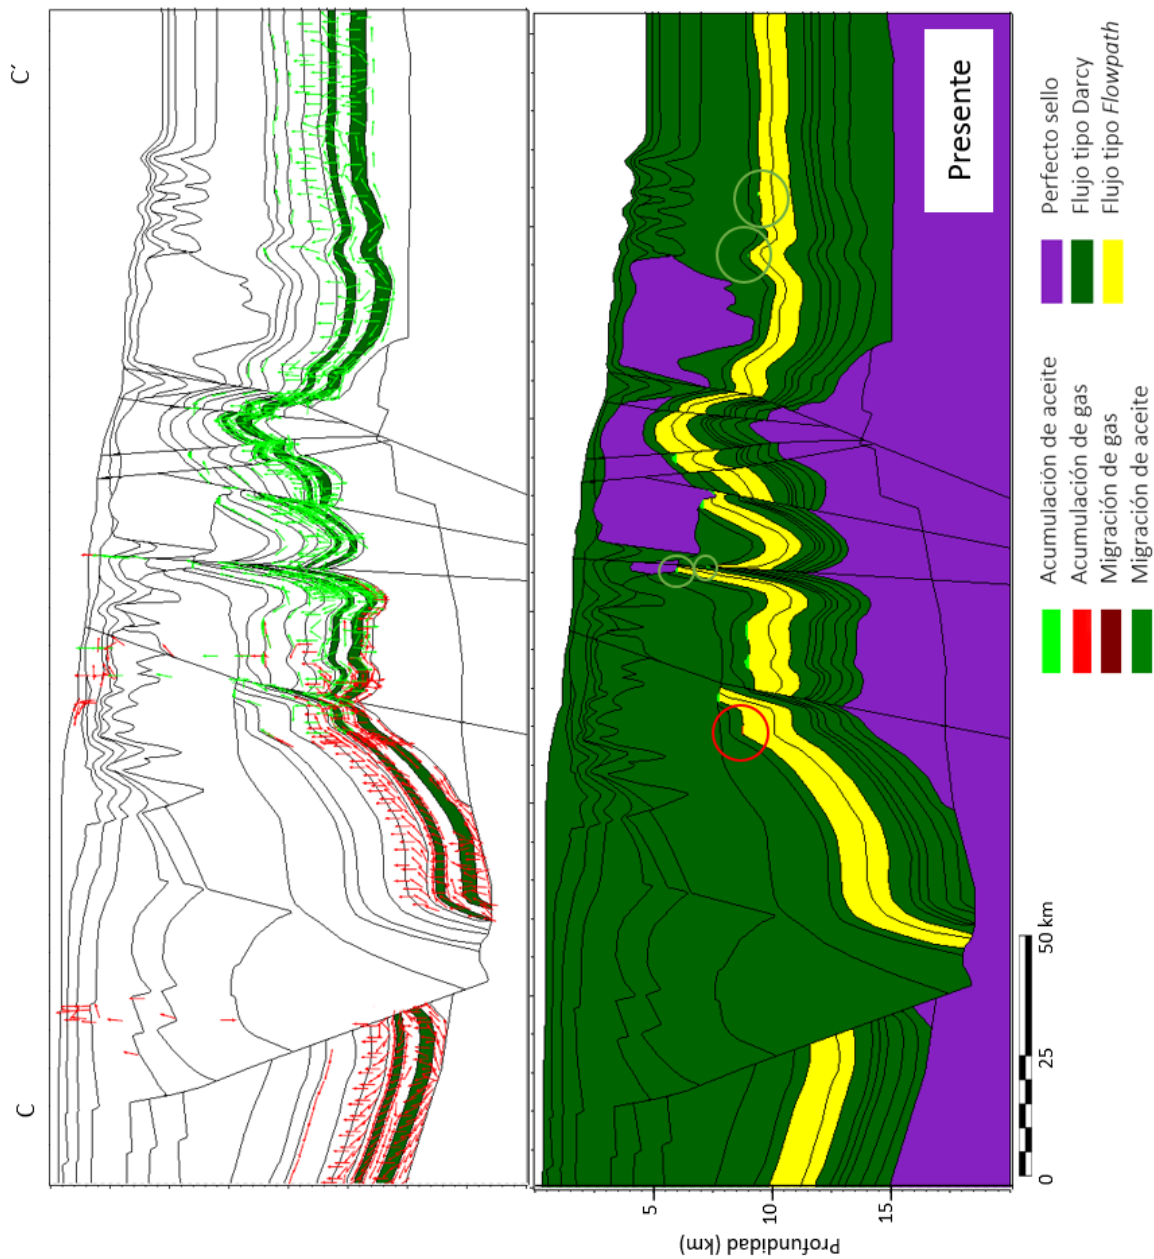 C
C´
Presente
5
10
15
Profundidad (km)
0
25
50 km
Acumulación de aceite
Acumulación de gas
Migración de gas
Migración de aceite
Perfecto sello
Flujo tipo Darcy
Flujo tipo Flowpath